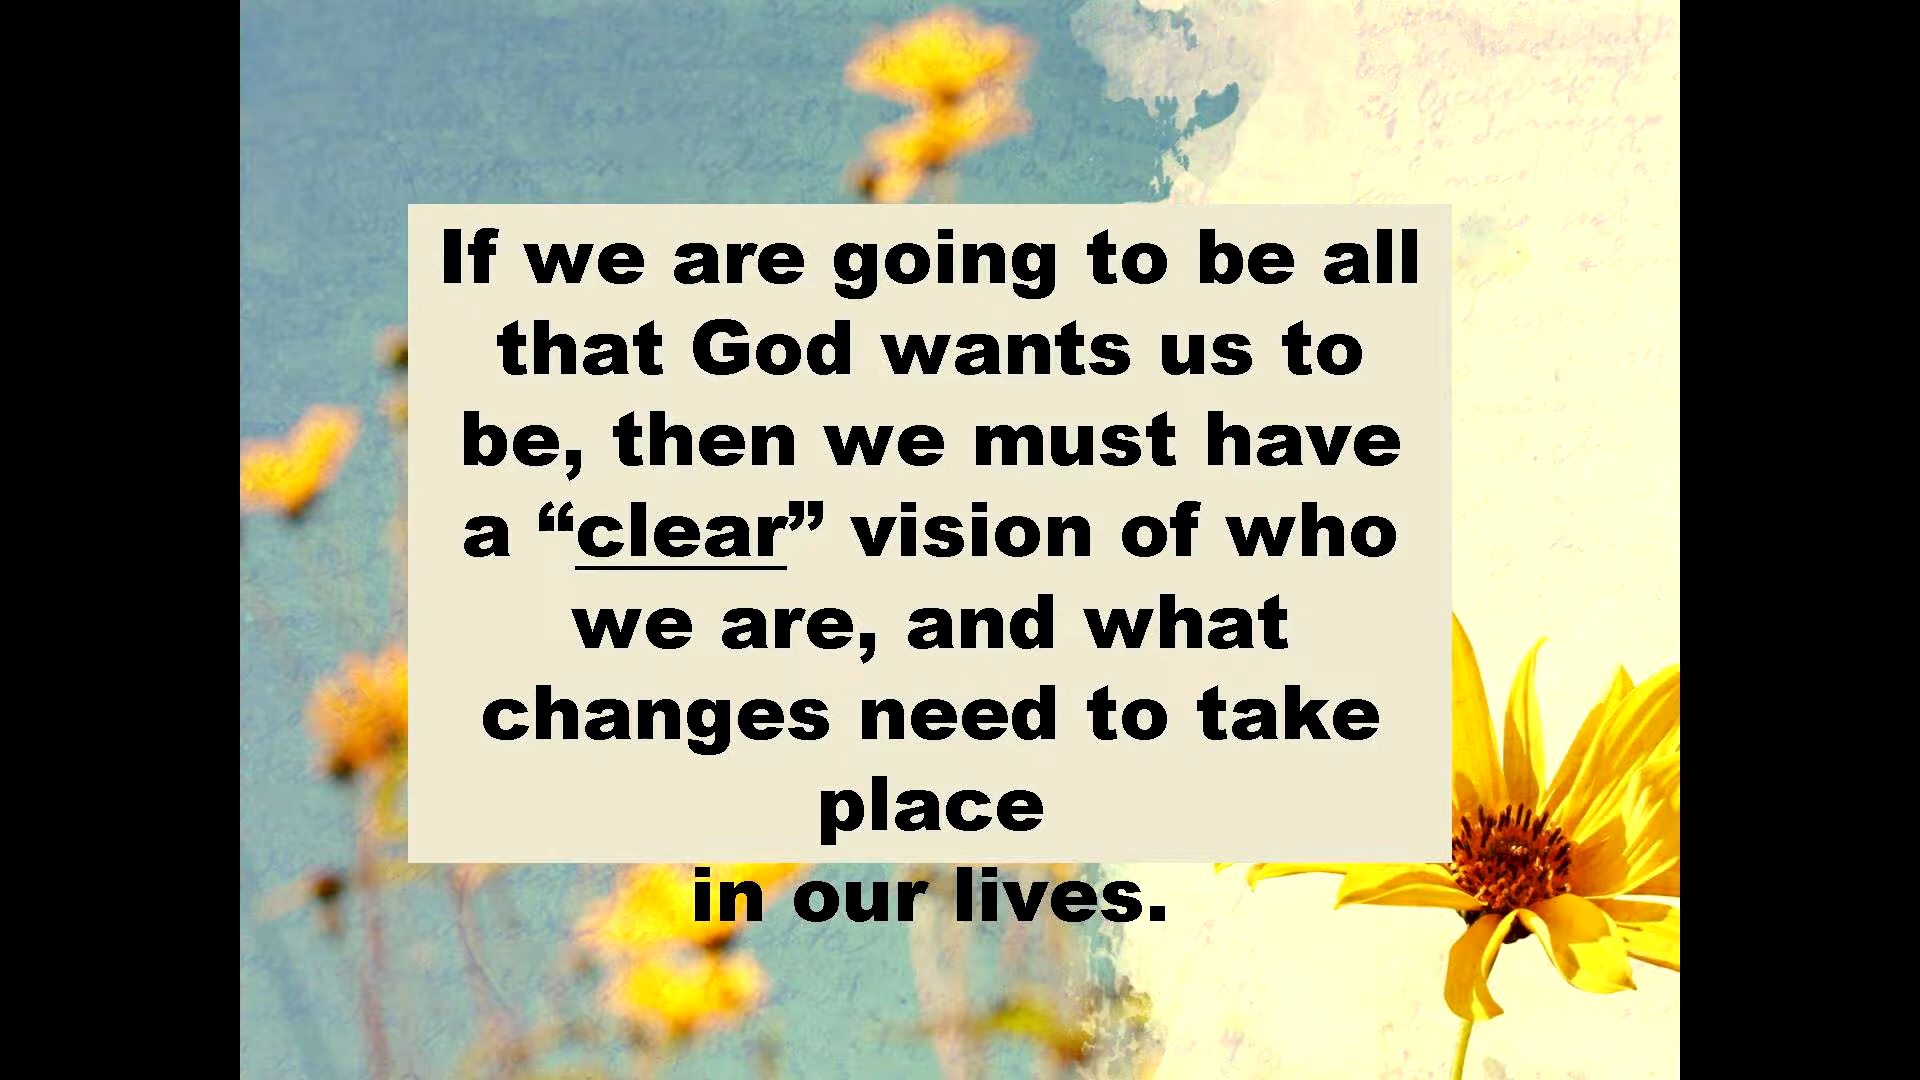 If we are going to be all
that God wants us to
be, then we must have
a “clear” vision of who
we are, and what
changes need to take
place
in our lives.